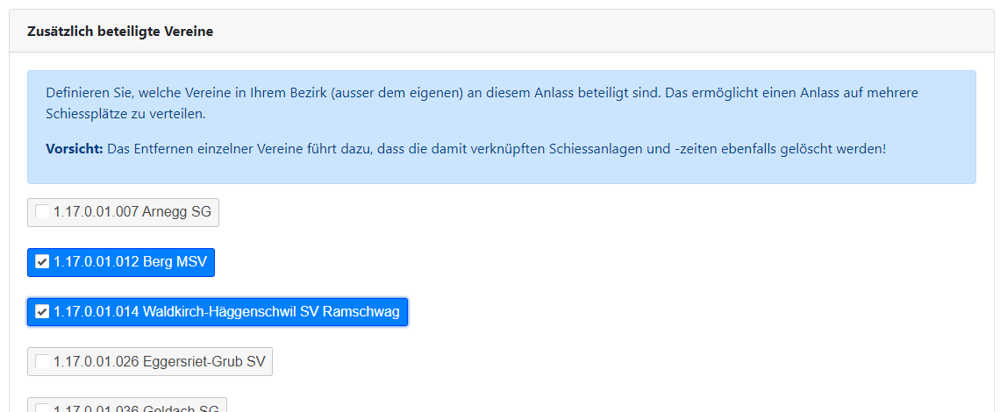 Zusätzlich beteiligte Vereine
Definieren Sie, welche Vereine in Ihrem Bezirk (ausser dem eigenen) an diesem Anlass beteiligt sind. Das ermöglicht einen Anlass auf mehrere
Schiessplätze zu verteilen.
Vorsicht: Das Entfernen einzelner Vereine führt dazu, dass die damit verknüpften Schiessanlagen und -zeiten ebenfalls gelöscht werden!
1.17.0.01.007 Arnegg SG
1.17.0.01.012 Berg MSV
1.17.0.01.014 Waldkirch-Häggenschwil SV Ramschwag
1.17.0.01.026 Eggersriet-Grub SV
1.17.0.01.036 Goldach SG